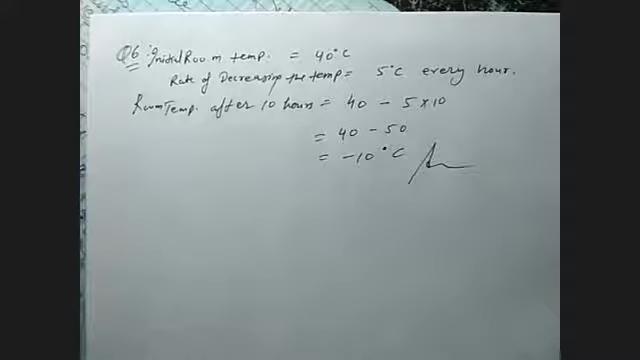 Q6 Initial Room temp. = 40°C
Rate of Decreasing the temp = 5°C every hour.
Room Temp. after 10 hours = 40 - 5 × 10
= 40 - 50
= -10°C